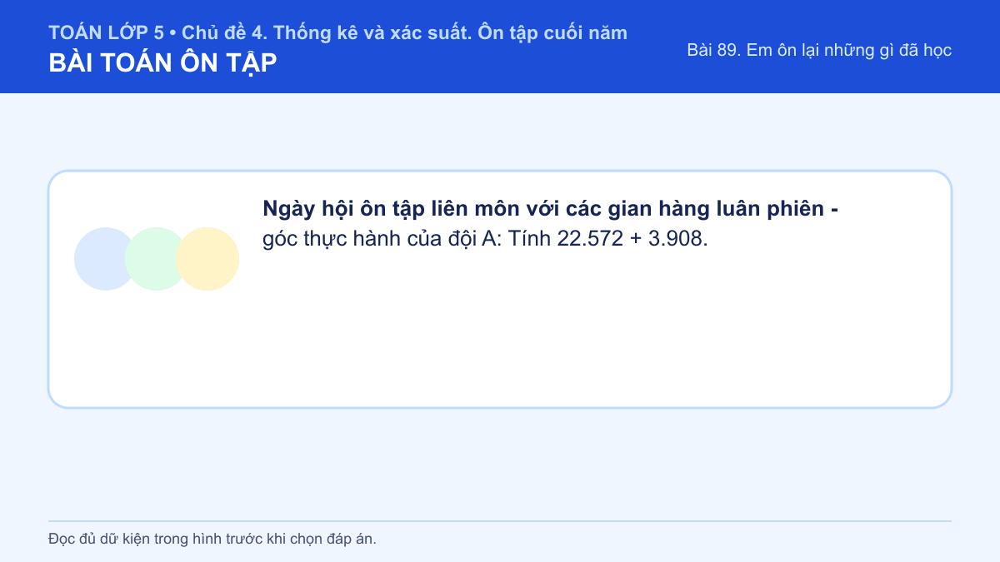 TOÁN LỚP 5 • Chủ đề 4. Thống kê và xác suất. Ôn tập cuối năm
BÀI TOÁN ÔN TẬP
Bài 89. Em ôn lại những gì đã học
Ngày hội ôn tập liên môn với các gian hàng luân phiên -
góc thực hành của đội A: Tính 22.572 + 3.908.
Đọc đủ dữ kiện trong hình trước khi chọn đáp án.